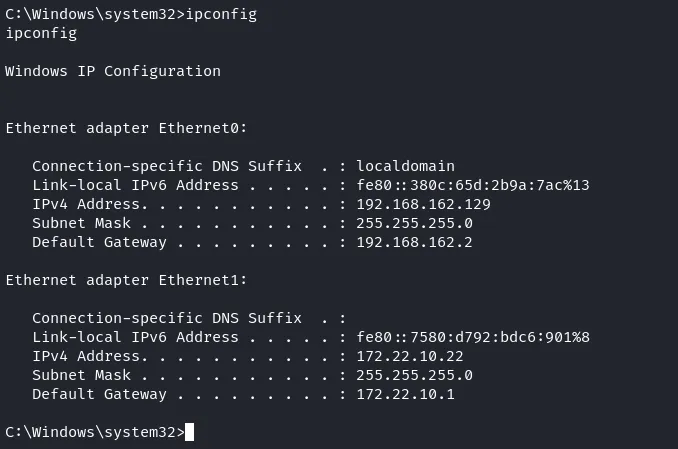 C:\Windows\system32>ipconfig
ipconfig

Windows IP Configuration


Ethernet adapter Ethernet0:

   Connection-specific DNS Suffix  . : localdomain
   Link-local IPv6 Address . . . . . : fe80::380c:65d:2b9a:7ac%13
   IPv4 Address. . . . . . . . . . . : 192.168.162.129
   Subnet Mask . . . . . . . . . . . : 255.255.255.0
   Default Gateway . . . . . . . . . : 192.168.162.2

Ethernet adapter Ethernet1:

   Connection-specific DNS Suffix  . :
   Link-local IPv6 Address . . . . . : fe80::7580:d792:bdc6:901%8
   IPv4 Address. . . . . . . . . . . : 172.22.10.22
   Subnet Mask . . . . . . . . . . . : 255.255.255.0
   Default Gateway . . . . . . . . . : 172.22.10.1

C:\Windows\system32>